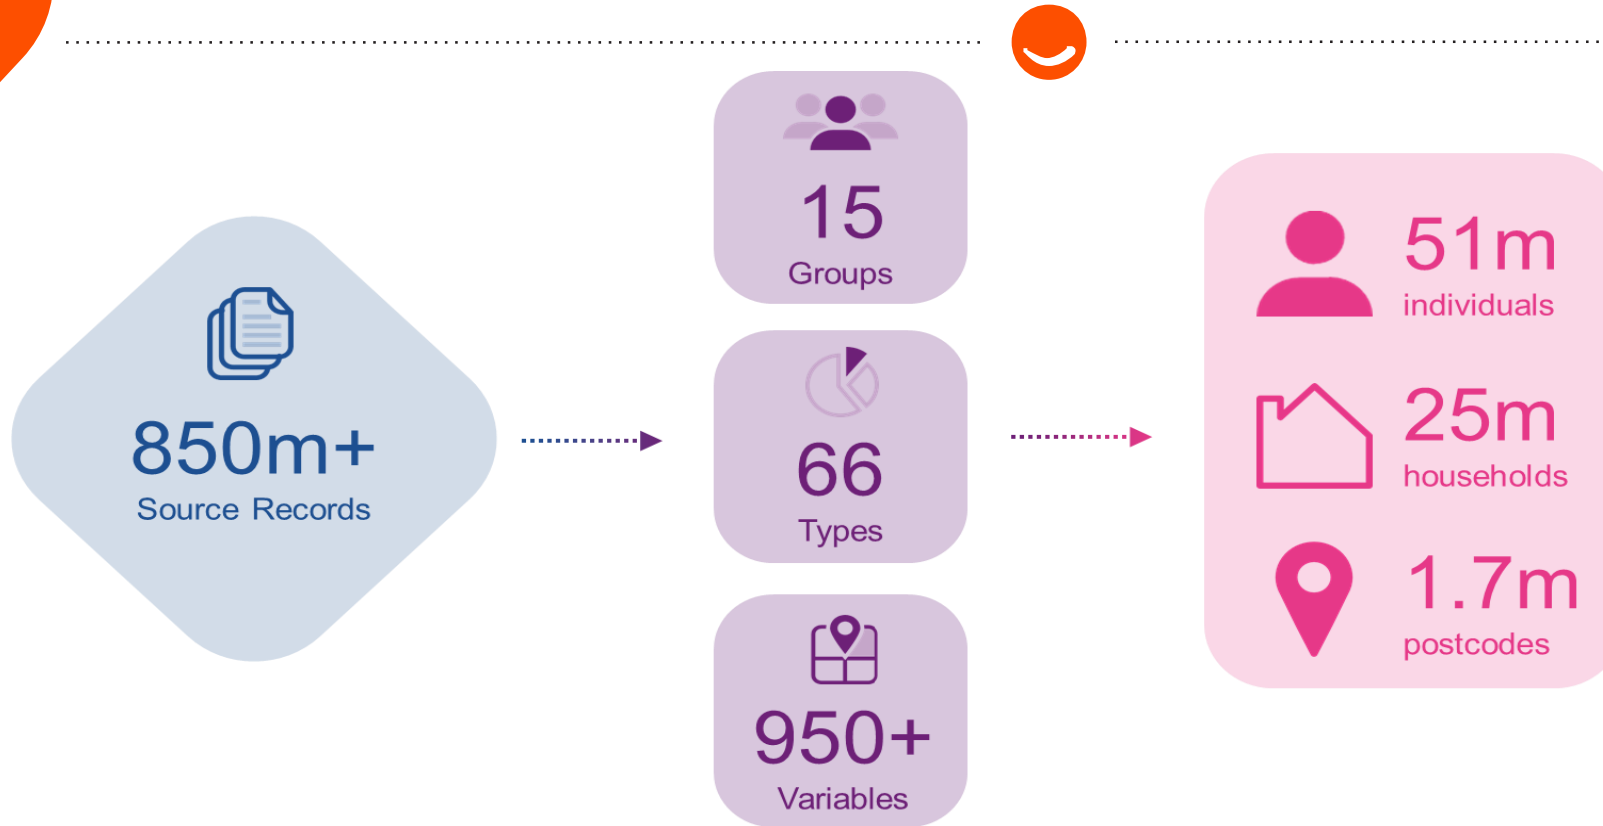 850m+
Source Records
15
Groups
66
Types
950+
Variables
51m
individuals
25m
households
1.7m
postcodes